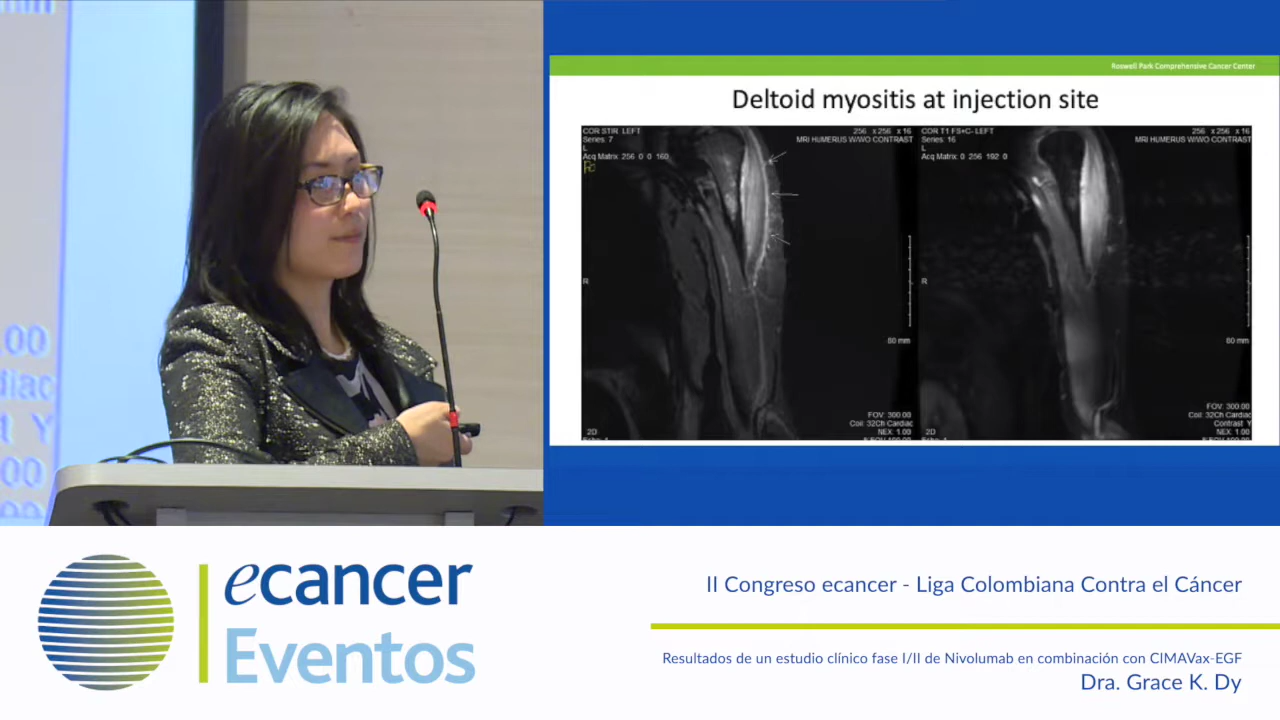 .00
diac
t Y
00
Roswell Park Comprehensive Cancer Center
Deltoid myositis at injection site
COR STIR LEFT
Series: 7
L
Acq Matrix: 256 0 0 160
256 x 256 x 16
MRI HUMERUS W/WO CONTRAST
R
80 mm
FOV: 300.00
Coil: 32Ch Cardiac
NEX: 1.00
2D
COR T1 FS+C- LEFT
Series: 16
L
Acq Matrix: 0 256 192 0
256 x 256 x 16
MRI HUMERUS W/WO CONTRAST
R
80 mm
FOV: 300.00
Coil: 32Ch Cardiac
Contrast Y
NEX: 1.00
2D
ecancer
Eventos
II Congreso ecancer - Liga Colombiana Contra el Cáncer
Resultados de un estudio clínico fase I/II de Nivolumab en combinación con CIMAVax-EGF
Dra. Grace K. Dy